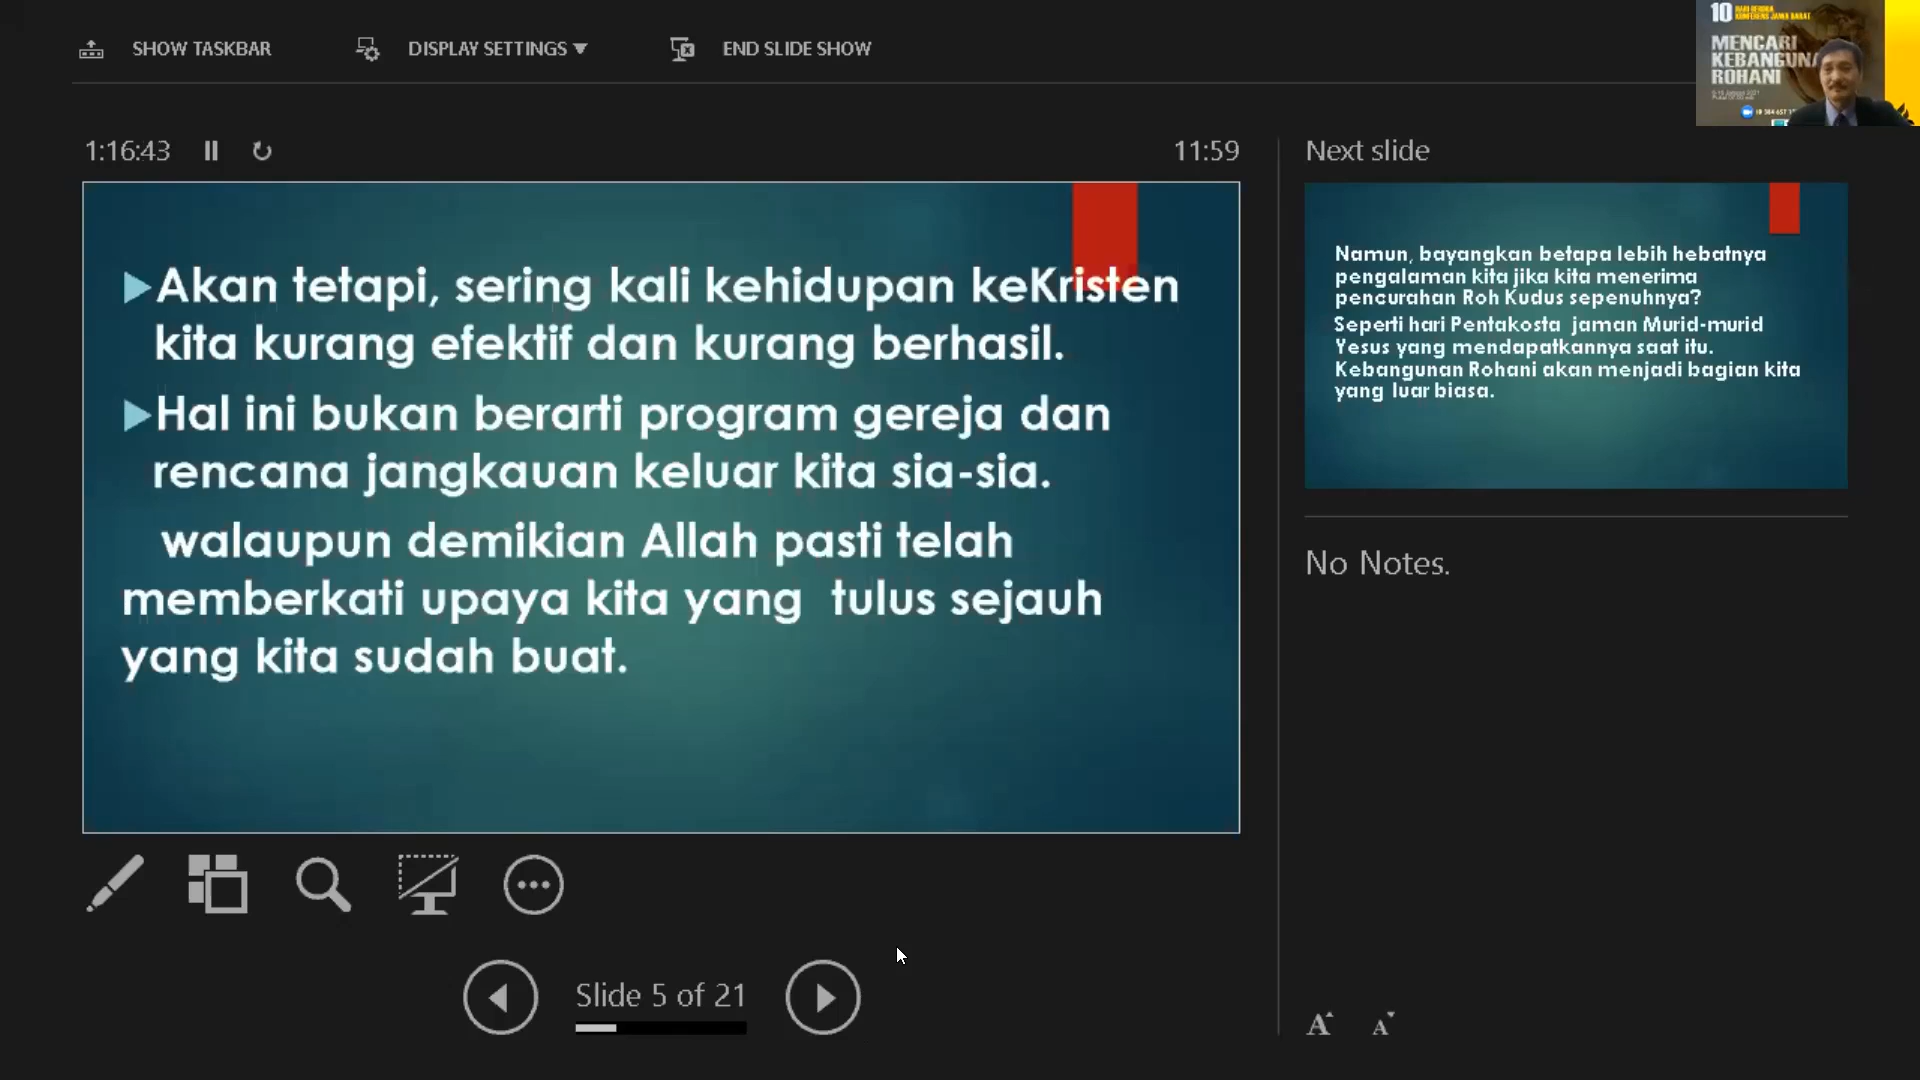 SHOW TASKBAR
DISPLAY SETTINGS
END SLIDE SHOW
10
MENCARI
KEBANGUNA
ROHANI
1:16:43
11:59
Next slide
Akan tetapi, sering kali kehidupan keKristen
kita kurang efektif dan kurang berhasil.
Hal ini bukan berarti program gereja dan
rencana jangkauan keluar kita sia-sia.
walaupun demikian Allah pasti telah
memberkati upaya kita yang tulus sejauh
yang kita sudah buat.
Namun, bayangkan betapa lebih hebatnya
pengalaman kita jika kita menerima
pencurahan Roh Kudus sepenuhnya?
Seperti hari Pentakosta jaman Murid-murid
Yesus yang mendapatkannya saat itu.
Kebangunan Rohani akan menjadi bagian kita
yang luar biasa.
No Notes.
Slide 5 of 21
A A